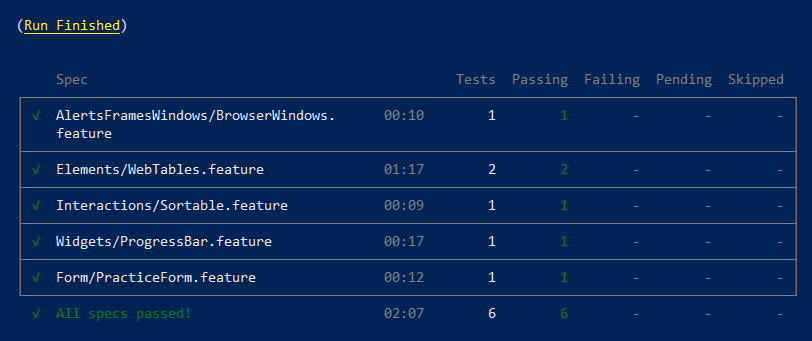 (Run Finished)
Spec Tests Passing Failing Pending Skipped
√ AlertsFramesWindows/BrowserWindows. 00:10 1 1 - - -
feature
√ Elements/WebTables.feature 01:17 2 2 - - -
√ Interactions/Sortable.feature 00:09 1 1 - - -
√ Widgets/ProgressBar.feature 00:17 1 1 - - -
√ Form/PracticeForm.feature 00:12 1 1 - - -
√ All specs passed! 02:07 6 6 - - -